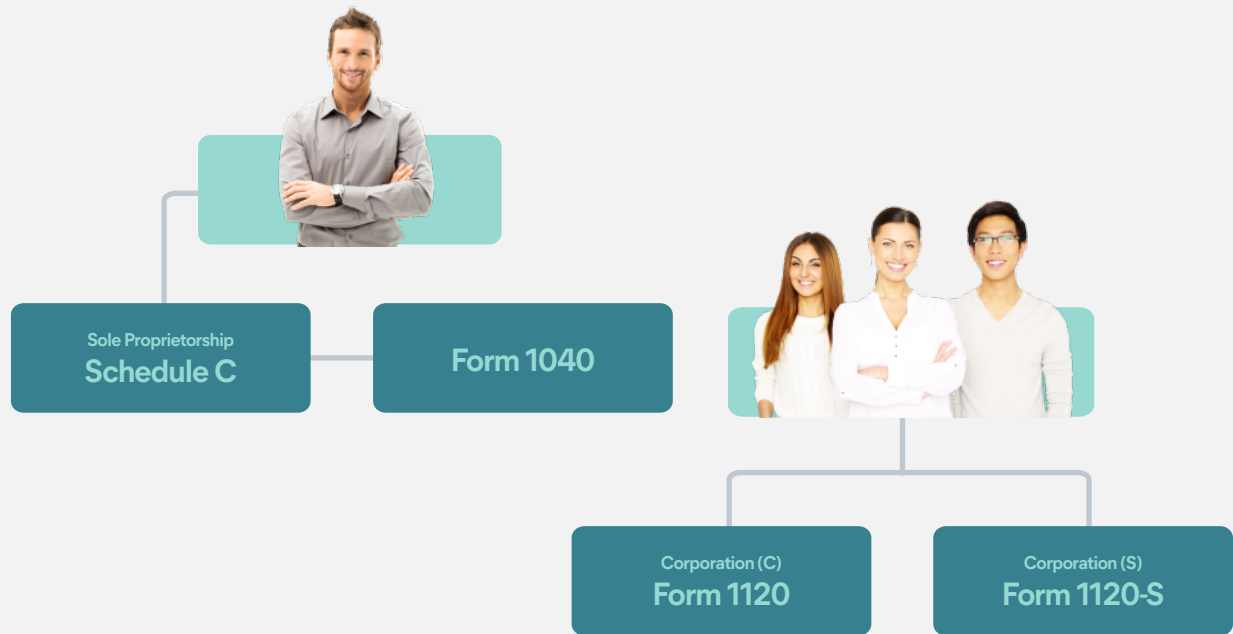 Sole Proprietorship
Schedule C
Form 1040
Corporation (C)
Form 1120
Corporation (S)
Form 1120-S